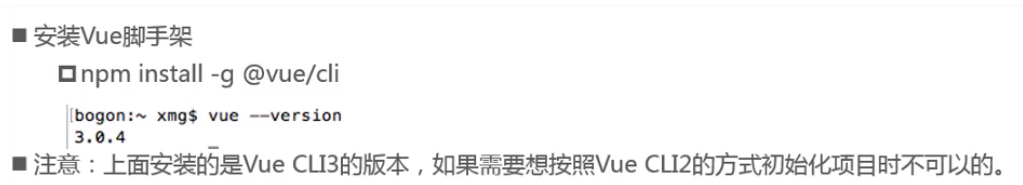 安装Vue脚手架
npm install -g @vue/cli
[bogon:~ xmg$ vue --version
3.0.4
注意：上面安装的是Vue CLI3的版本，如果需要想按照Vue CLI2的方式初始化项目时不可以的。